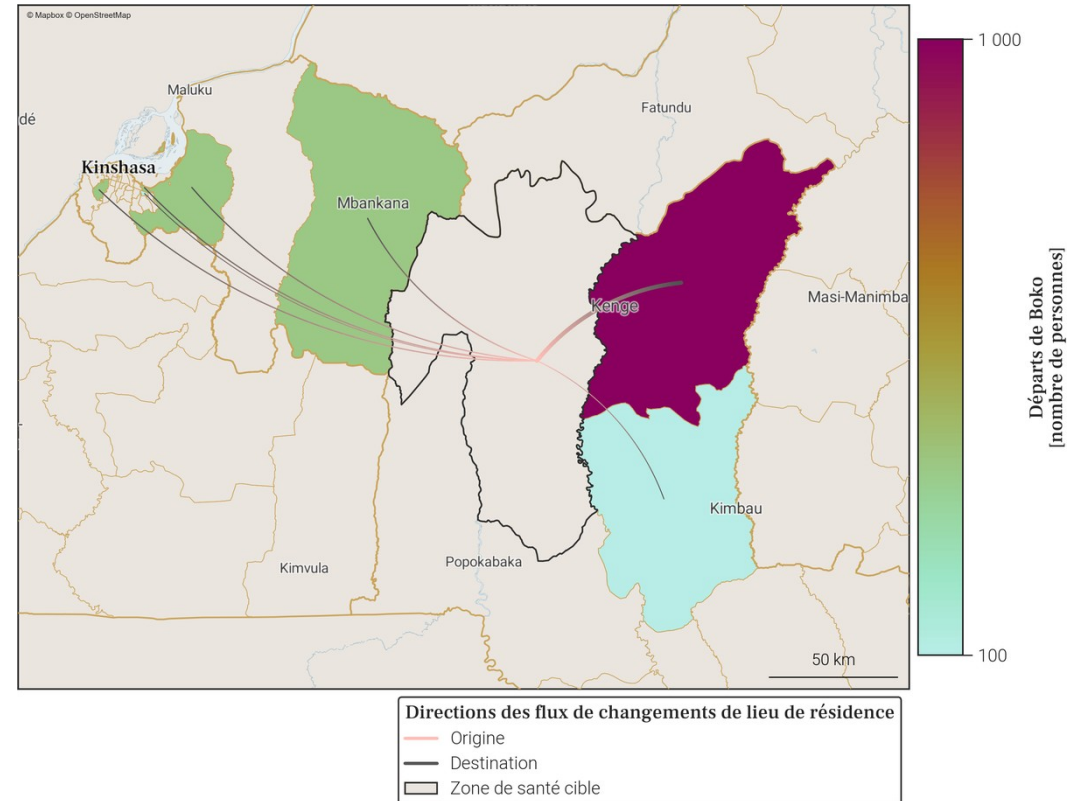 © Mapbox © OpenStreetMap
Maluku
dé
Kinshasa
Fatundu
Mbankana
Kenge
Masi-Manimba
Kimbau
Popokabaka
Kimvula
50 km
1 000
100
Départs de Boko
[nombre de personnes]
Directions des flux de changements de lieu de résidence
Origine
Destination
Zone de santé cible